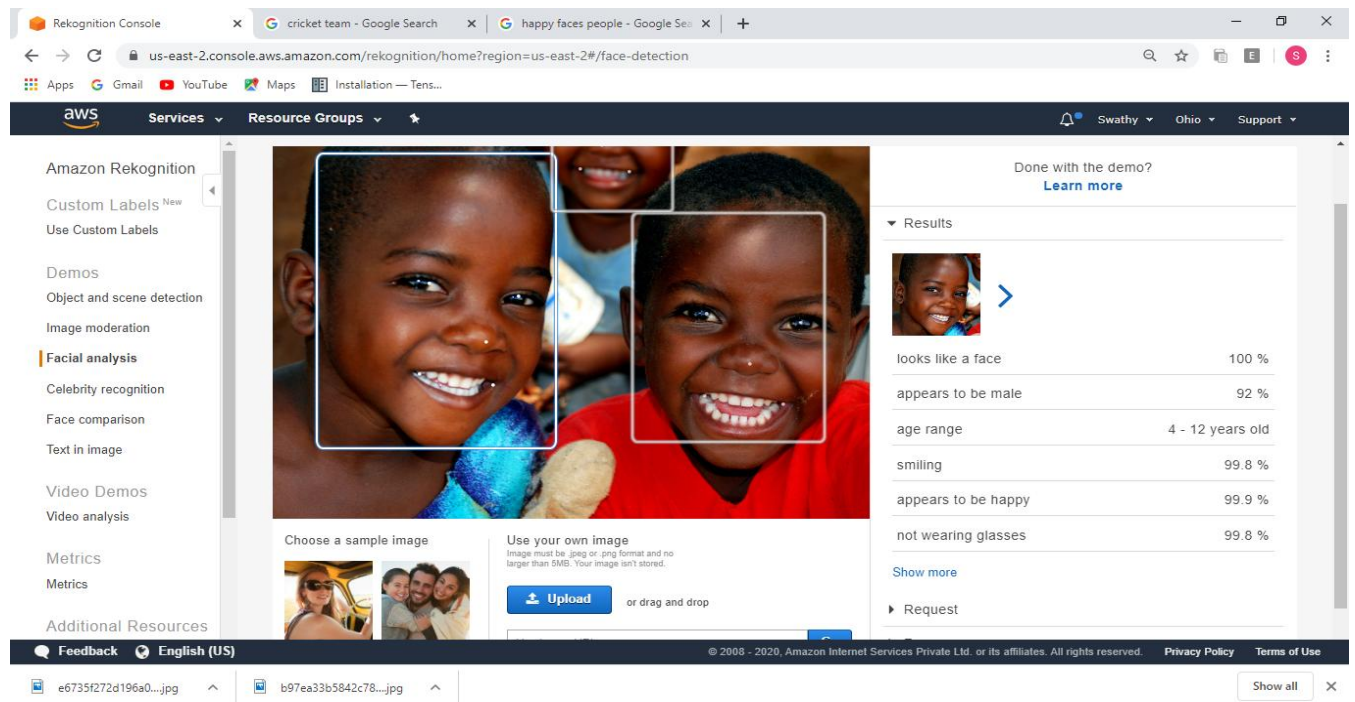 Rekognition Console
cricket team - Google Search
happy faces people - Google Sea
us-east-2.console.aws.amazon.com/rekognition/home?region=us-east-2#/face-detection
Apps Gmail YouTube Maps Installation — Tens...
aws Services Resource Groups Swathy Ohio Support
Amazon Rekognition
Custom Labels New
Use Custom Labels
Demos
Object and scene detection
Image moderation
Facial analysis
Celebrity recognition
Face comparison
Text in image
Video Demos
Video analysis
Metrics
Metrics
Additional Resources
Choose a sample image
Use your own image
Image must be .jpeg or .png format and no
larger than 5MB. Your image isn't stored.
Upload or drag and drop
Done with the demo?
Learn more
Results
looks like a face 100 %
appears to be male 92 %
age range 4 - 12 years old
smiling 99.8 %
appears to be happy 99.9 %
not wearing glasses 99.8 %
Show more
Request
Feedback English (US) © 2008 - 2020, Amazon Internet Services Private Ltd. or its affiliates. All rights reserved. Privacy Policy Terms of Use
e6735f272d196a0....jpg b97ea33b5842c78....jpg Show all